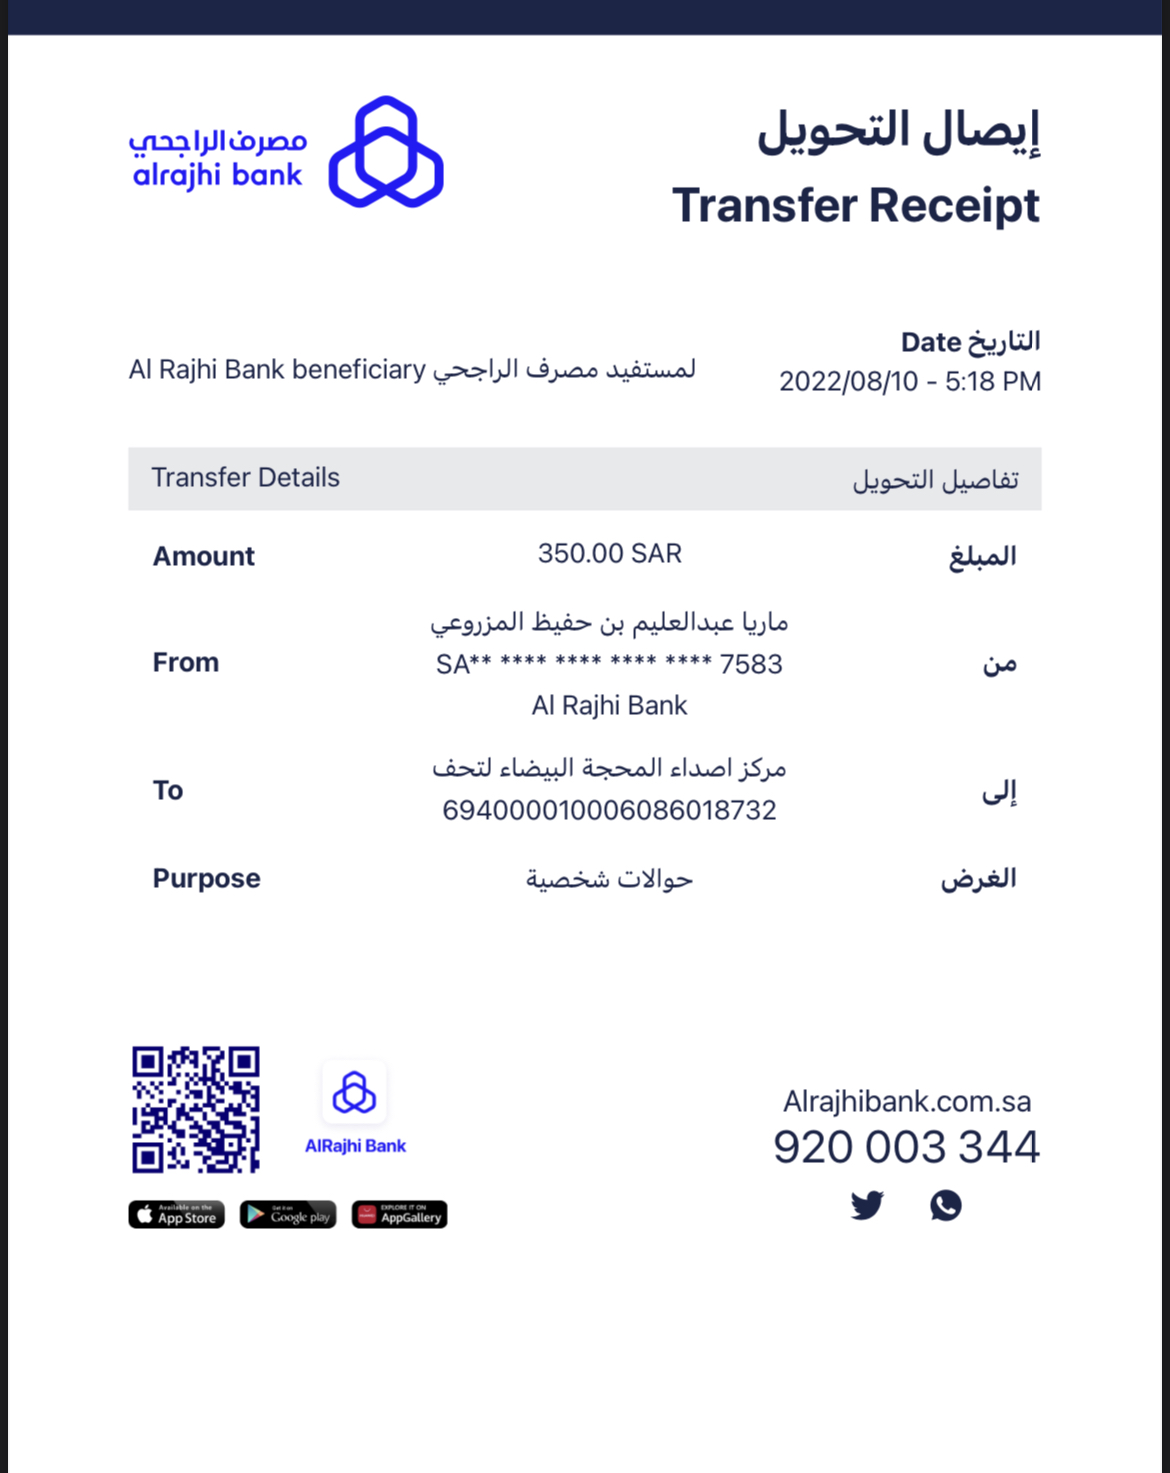 إيصال التحويل
Transfer Receipt
مصرف الراجحي
alrajhi bank
التاريخ Date
2022/08/10 - 5:18 PM
لمستفيد مصرف الراجحي Al Rajhi Bank beneficiary
Transfer Details تفاصيل التحويل
Amount 350.00 SAR المبلغ
ماريا عبدالعليم بن حفيظ المزروعي
From SA** **** **** **** **** 7583 من
Al Rajhi Bank
مركز اصداء المحجة البيضاء لتحف
To 694000010006086018732 إلى
Purpose حوالات شخصية الغرض
AlRajhi Bank
Available on the App Store
Get it on Google play
EXPLORE IT ON AppGallery
Alrajhibank.com.sa
920 003 344